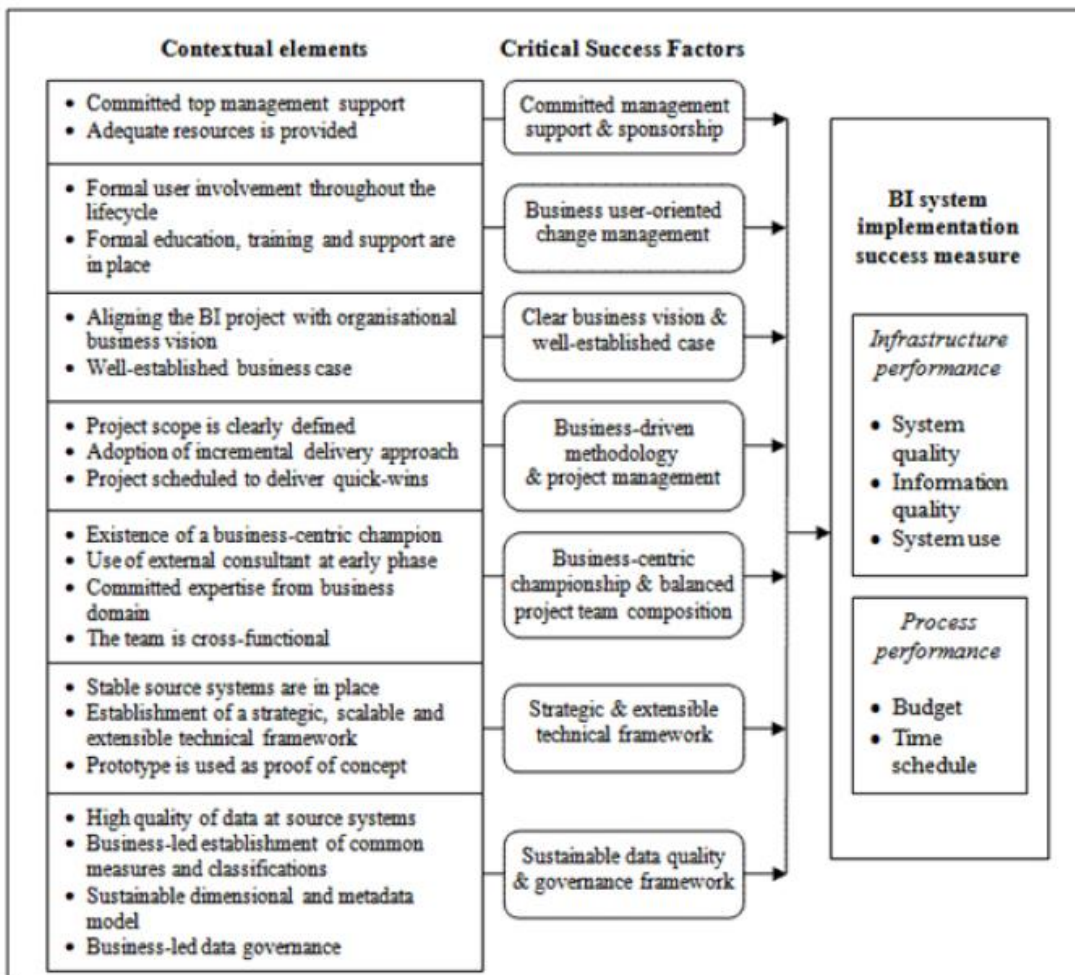 Contextual elements
Critical Success Factors
• Committed top management support
• Adequate resources is provided
Committed management
support & sponsorship
• Formal user involvement throughout the
lifecycle
• Formal education, training and support are
in place
Business user-oriented
change management
• Aligning the BI project with organisational
business vision
• Well-established business case
Clear business vision &
well-established case
• Project scope is clearly defined
• Adoption of incremental delivery approach
• Project scheduled to deliver quick-wins
Business-driven
methodology
& project management
• Existence of a business-centric champion
• Use of external consultant at early phase
• Committed expertise from business
domain
• The team is cross-functional
Business-centric
championship & balanced
project team composition
• Stable source systems are in place
• Establishment of a strategic, scalable and
extensible technical framework
• Prototype is used as proof of concept
Strategic & extensible
technical framework
• High quality of data at source systems
• Business-led establishment of common
measures and classifications
• Sustainable dimensional and metadata
model
• Business-led data governance
Sustainable data quality
& governance framework
BI system
implementation
success measure
Infrastructure
performance
• System
quality
• Information
quality
• System use
Process
performance
• Budget
• Time
schedule